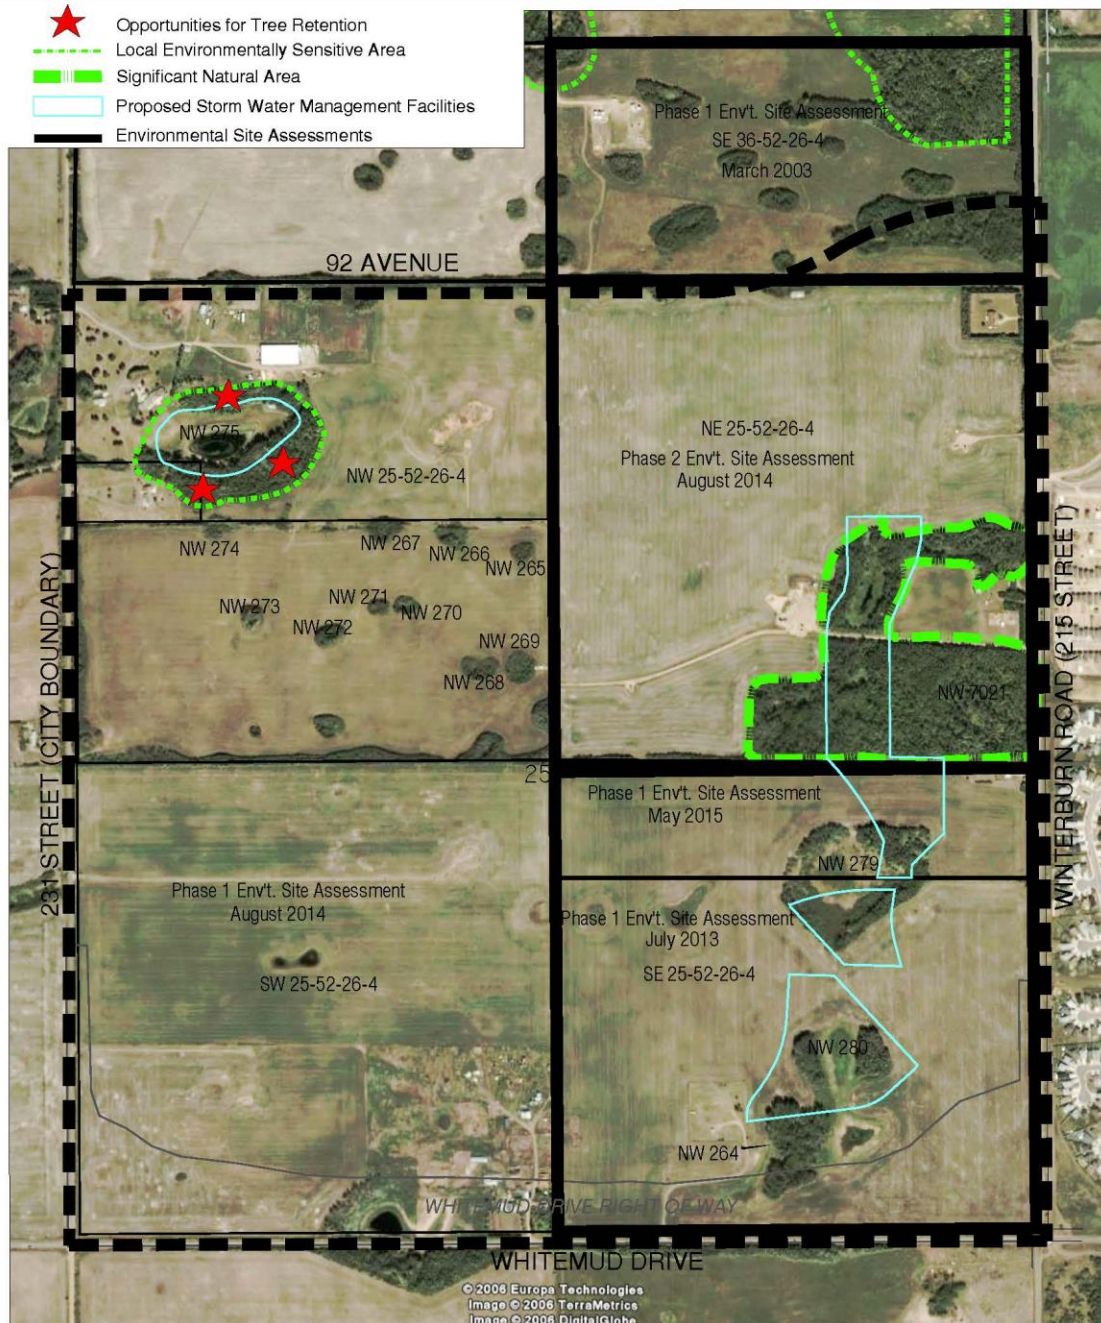 Opportunities for Tree Retention
Local Environmentally Sensitive Area
Significant Natural Area
Proposed Storm Water Management Facilities
Environmental Site Assessments
Phase 1 Env't. Site Assessment
SE 36-52-26-4
March 2003
92 AVENUE
NW 275
NW 25-52-26-4
NE 25-52-26-4
Phase 2 Env't. Site Assessment
August 2014
NW 274
NW 267
NW 266
NW 265
NW 273
NW 271
NW 270
NW 272
NW 269
NW 268
NW 7021
231 STREET (CITY BOUNDARY)
WINTERBURN ROAD (215 STREET)
25
Phase 1 Env't. Site Assessment
May 2015
NW 279
Phase 1 Env't. Site Assessment
August 2014
SW 25-52-26-4
Phase 1 Env't. Site Assessment
July 2013
SE 25-52-26-4
NW 280
NW 264
WHITEMUD DRIVE RIGHT OF WAY
WHITEMUD DRIVE
© 2006 Europa Technologies
Image © 2006 TerraMetrics
Image © 2006 DigitalGlobe